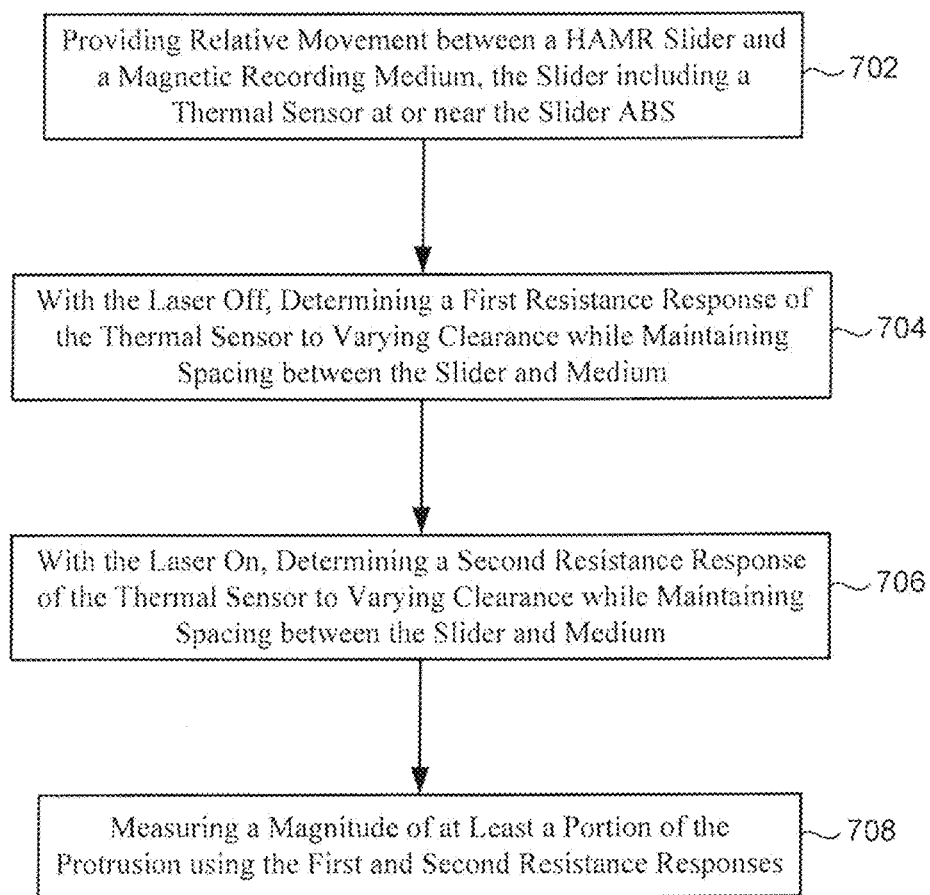 Providing Relative Movement between a HAMR Slider and
a Magnetic Recording Medium, the Slider including a
Thermal Sensor at or near the Slider ABS
702
With the Laser Off, Determining a First Resistance Response of
the Thermal Sensor to Varying Clearance while Maintaining
Spacing between the Slider and Medium
704
With the Laser On, Determining a Second Resistance Response
of the Thermal Sensor to Varying Clearance while Maintaining
Spacing between the Slider and Medium
706
Measuring a Magnitude of at Least a Portion of the
Protrusion using the First and Second Resistance Responses
708